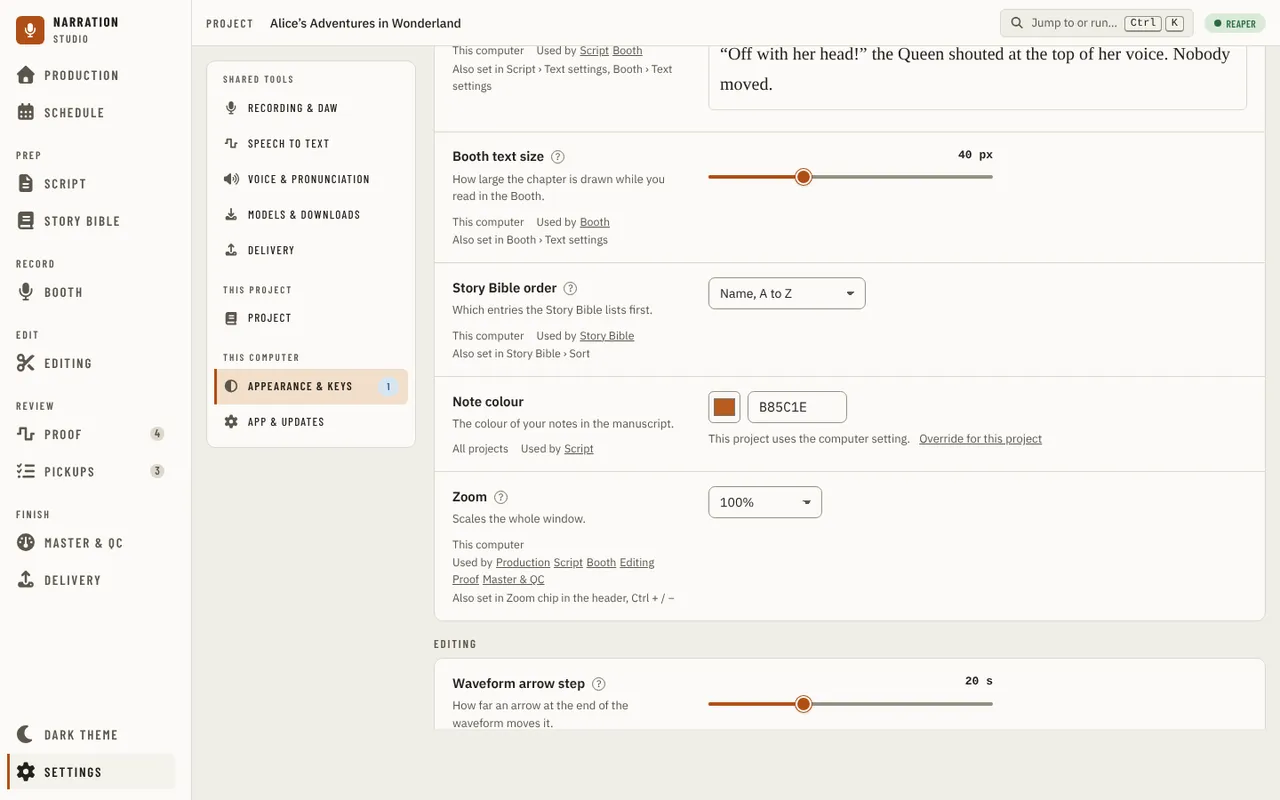 NARRATION
STUDIO
PRODUCTION
SCHEDULE
PREP
SCRIPT
STORY BIBLE
RECORD
BOOTH
EDIT
EDITING
REVIEW
PROOF 4
PICKUPS 3
FINISH
MASTER & QC
DELIVERY
DARK THEME
SETTINGS
PROJECT Alice’s Adventures in Wonderland
Jump to or run… Ctrl K
REAPER
SHARED TOOLS
RECORDING & DAW
SPEECH TO TEXT
VOICE & PRONUNCIATION
MODELS & DOWNLOADS
DELIVERY
THIS PROJECT
PROJECT
THIS COMPUTER
APPEARANCE & KEYS 1
APP & UPDATES
This computer Used by Script Booth
Also set in Script › Text settings, Booth › Text
settings
“Off with her head!” the Queen shouted at the top of her voice. Nobody
moved.
Booth text size ?
How large the chapter is drawn while you
read in the Booth.
This computer Used by Booth
Also set in Booth › Text settings
40 px
Story Bible order ?
Which entries the Story Bible lists first.
This computer Used by Story Bible
Also set in Story Bible › Sort
Name, A to Z
Note colour
The colour of your notes in the manuscript.
All projects Used by Script
B85C1E
This project uses the computer setting. Override for this project
Zoom ?
Scales the whole window.
This computer
Used by Production Script Booth Editing
Proof Master & QC
Also set in Zoom chip in the header, Ctrl + / −
100%
EDITING
Waveform arrow step ?
How far an arrow at the end of the
waveform moves it.
20 s